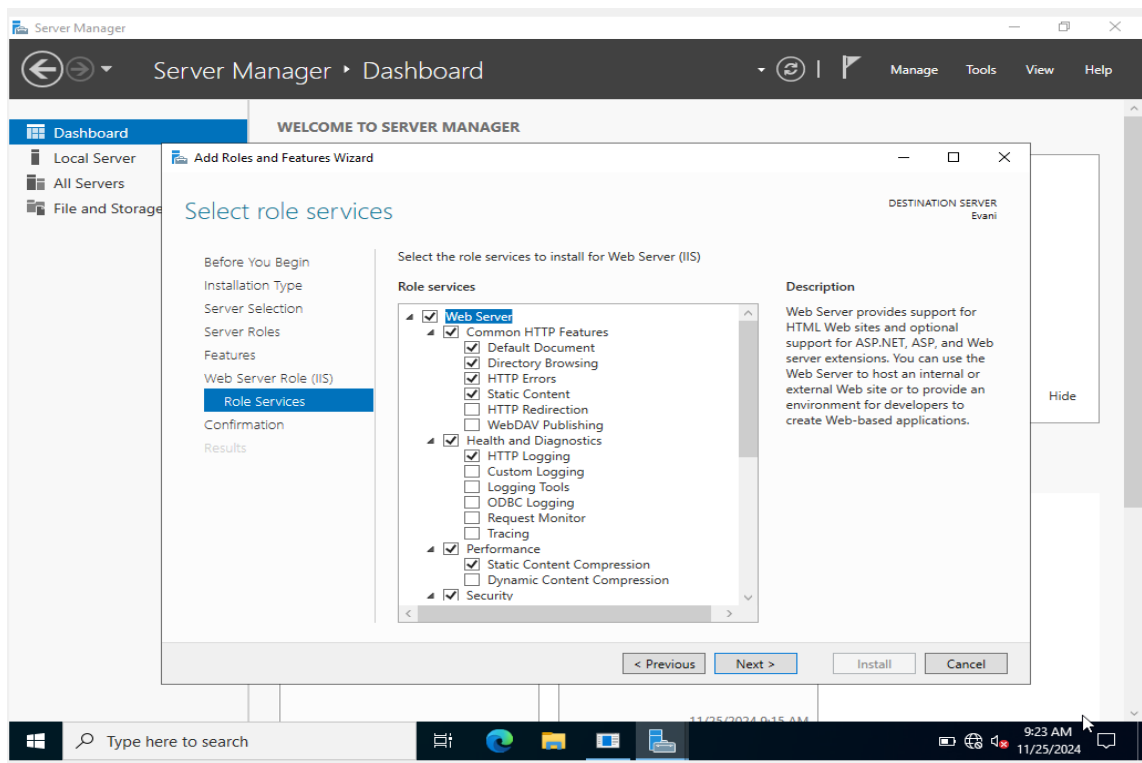 Server Manager
Server Manager • Dashboard
Manage Tools View Help
Dashboard
Local Server
All Servers
File and Storage
WELCOME TO SERVER MANAGER
Add Roles and Features Wizard
Select role services
DESTINATION SERVER
Evani
Before You Begin
Installation Type
Server Selection
Server Roles
Features
Web Server Role (IIS)
Role Services
Confirmation
Results
Select the role services to install for Web Server (IIS)
Role services
Web Server
Common HTTP Features
Default Document
Directory Browsing
HTTP Errors
Static Content
HTTP Redirection
WebDAV Publishing
Health and Diagnostics
HTTP Logging
Custom Logging
Logging Tools
ODBC Logging
Request Monitor
Tracing
Performance
Static Content Compression
Dynamic Content Compression
Security
Description
Web Server provides support for
HTML Web sites and optional
support for ASP.NET, ASP, and Web
server extensions. You can use the
Web Server to host an internal or
external Web site or to provide an
environment for developers to
create Web-based applications.
Hide
< Previous Next > Install Cancel
11/25/2024 9:15 AM
Type here to search
9:23 AM
11/25/2024